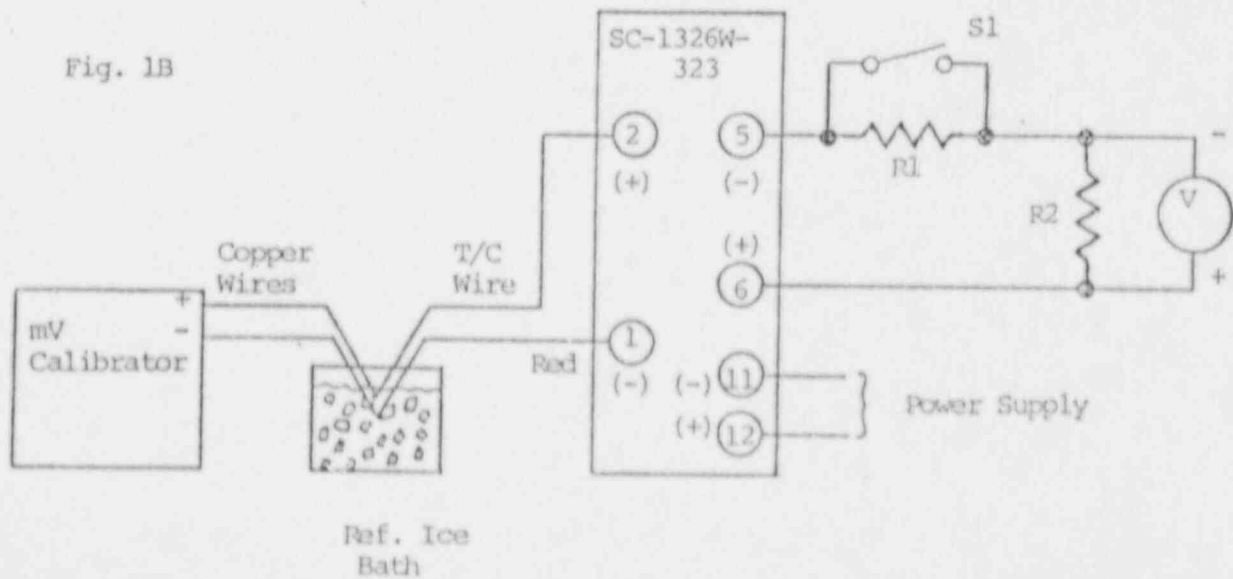 Fig. 1B
SC-1326W-
323
S1
2
(+)
5
(-)
R1
-
R2
V
(+)
6
+
Copper
Wires
T/C
Wire
+
-
mV
Calibrator
Red
1
(-)
(-)
11
(+)
12
Power Supply
Ref. Ice
Bath